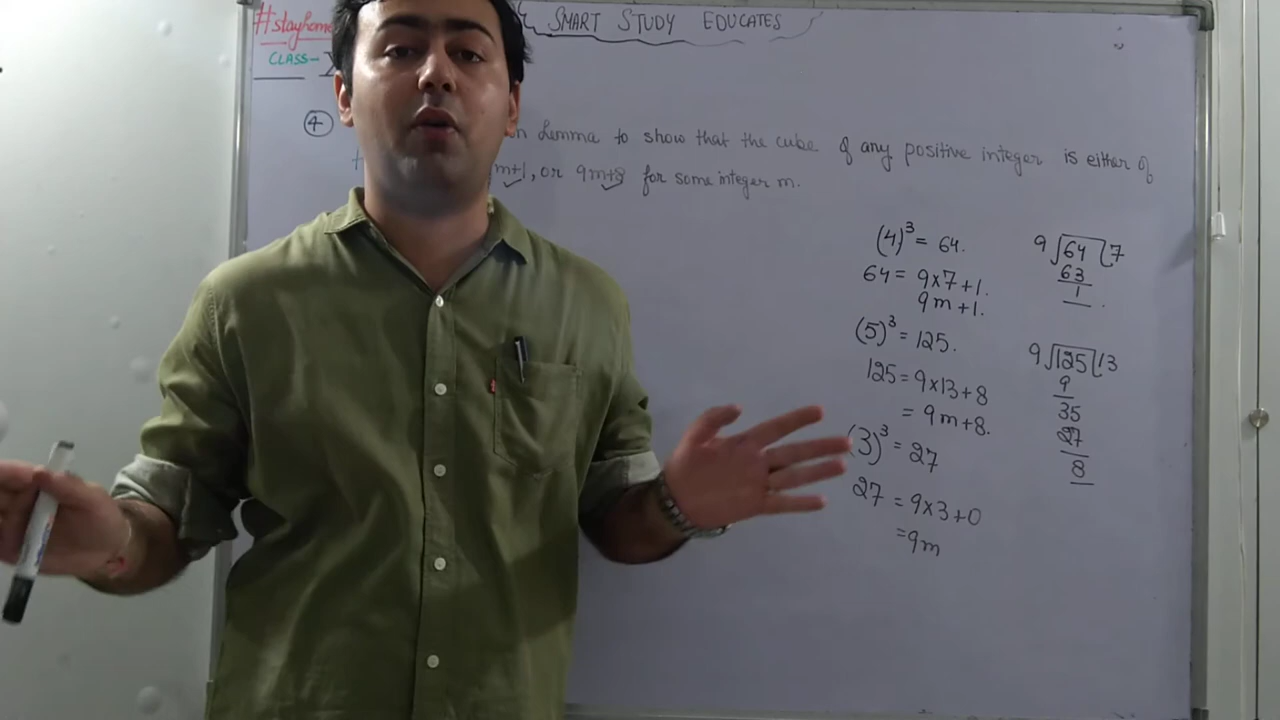 #stayhome
SMART STUDY EDUCATES
CLASS-
④
Lemma to show that the cube of any positive integer is either of
m+1, or 9m+8 for some integer m.
(4)³ = 64.
64 = 9×7+1.
9m+1.
(5)³ = 125.
125 = 9×13+8
= 9m+8.
(3)³ = 27
27 = 9×3+0
= 9m
9 √64 7
63
1
9 √125 13
9
35
27
8